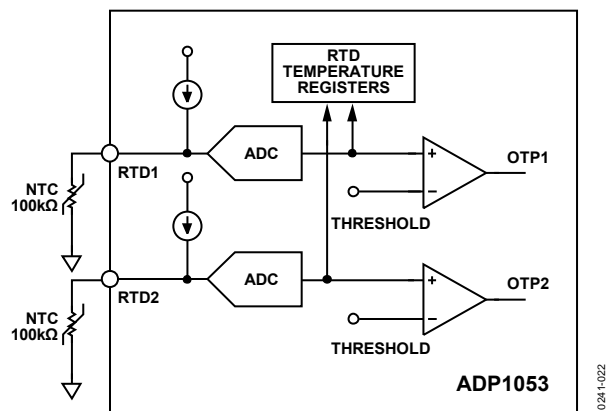 RTD
TEMPERATURE
REGISTERS
ADC
OTP1
RTD1
NTC
100kΩ
THRESHOLD
ADC
OTP2
RTD2
NTC
100kΩ
THRESHOLD
ADP1053
0241-022